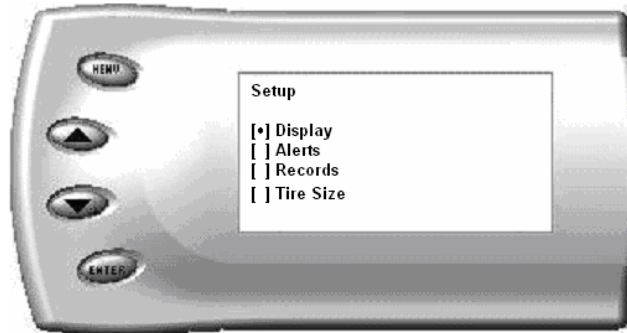 MENU
Setup
[•] Display
[ ] Alerts
[ ] Records
[ ] Tire Size
ENTER